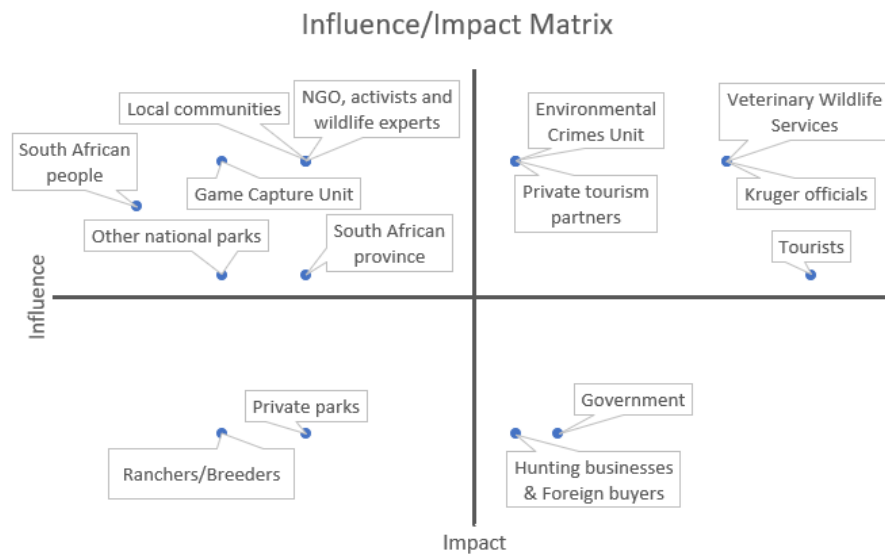 Influence/Impact Matrix
Local communities
NGO, activists and
wildlife experts
Environmental
Crimes Unit
Veterinary Wildlife
Services
South African
people
Game Capture Unit
Private tourism
partners
Kruger officials
Other national parks
South African
province
Tourists
Influence
Private parks
Government
Ranchers/Breeders
Hunting businesses
& Foreign buyers
Impact